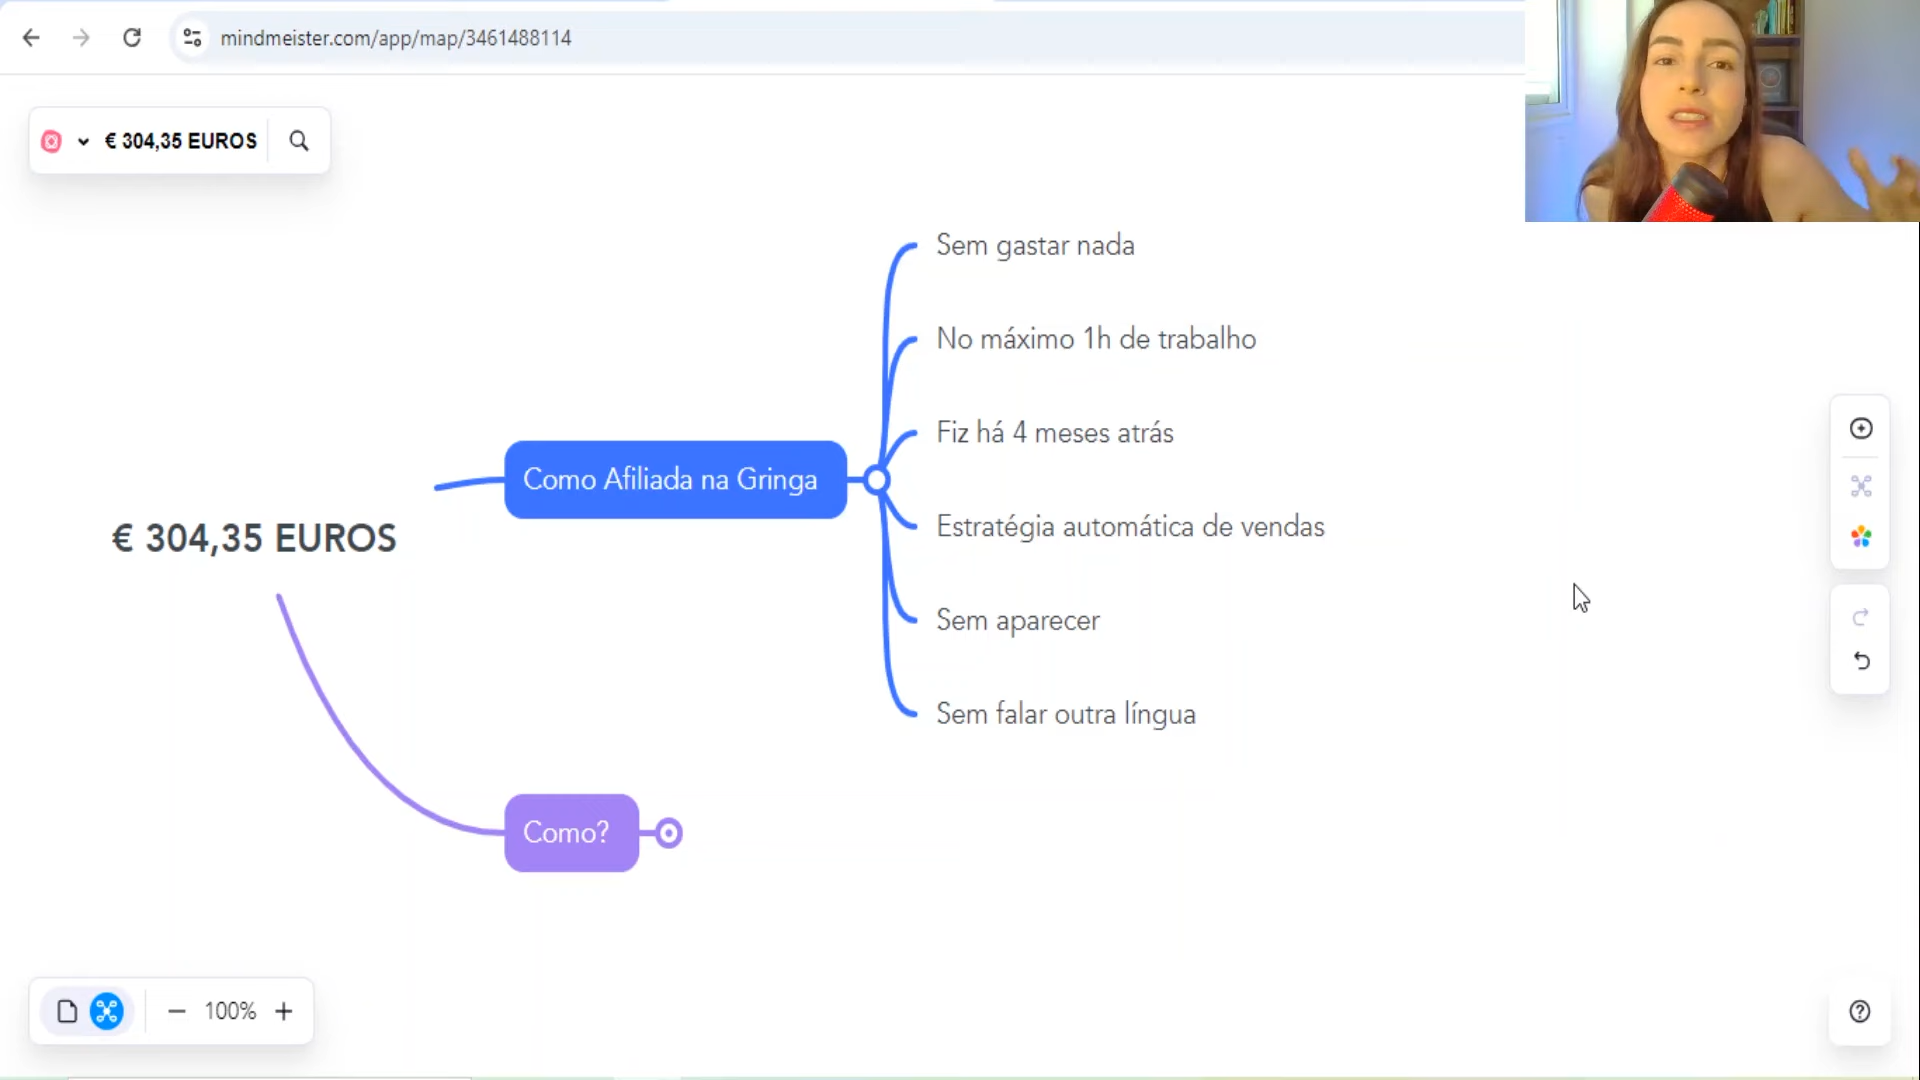 mindmeister.com/app/map/3461488114
€ 304,35 EUROS
Sem gastar nada
No máximo 1h de trabalho
Fiz há 4 meses atrás
Como Afiliada na Gringa
Estratégia automática de vendas
€ 304,35 EUROS
Sem aparecer
Sem falar outra língua
Como?
100%